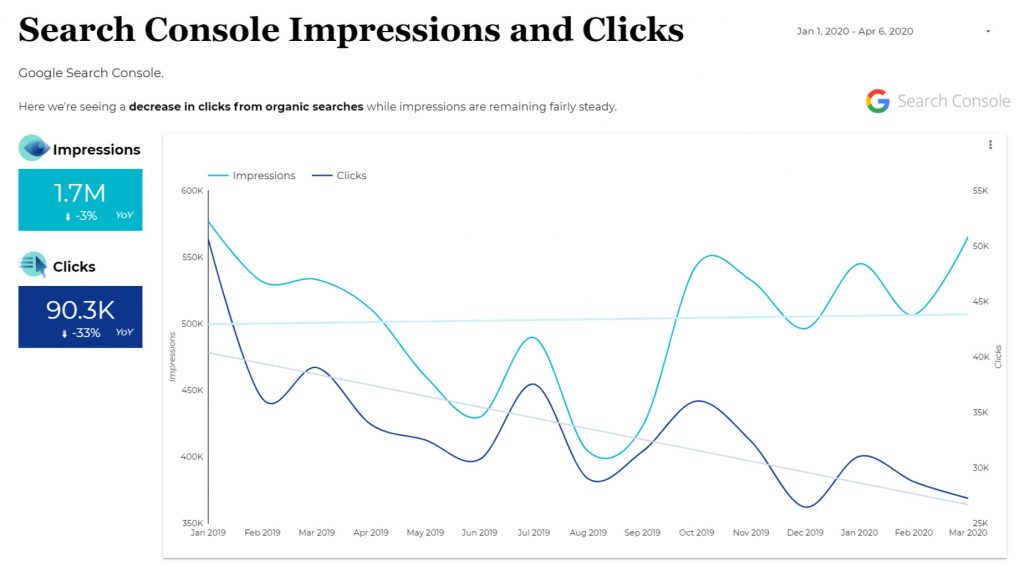 Search Console Impressions and Clicks
Jan 1, 2020 - Apr 6, 2020
Google Search Console.
Here we're seeing a decrease in clicks from organic searches while impressions are remaining fairly steady.
G Search Console
Impressions
1.7M
-3% YoY
Clicks
90.3K
-33% YoY
Impressions Clicks
600K
550K
500K
450K
400K
350K
Impressions
55K
50K
45K
40K
35K
30K
25K
Clicks
Jan 2019 Feb 2019 Mar 2019 Apr 2019 May 2019 Jun 2019 Jul 2019 Aug 2019 Sep 2019 Oct 2019 Nov 2019 Dec 2019 Jan 2020 Feb 2020 Mar 2020